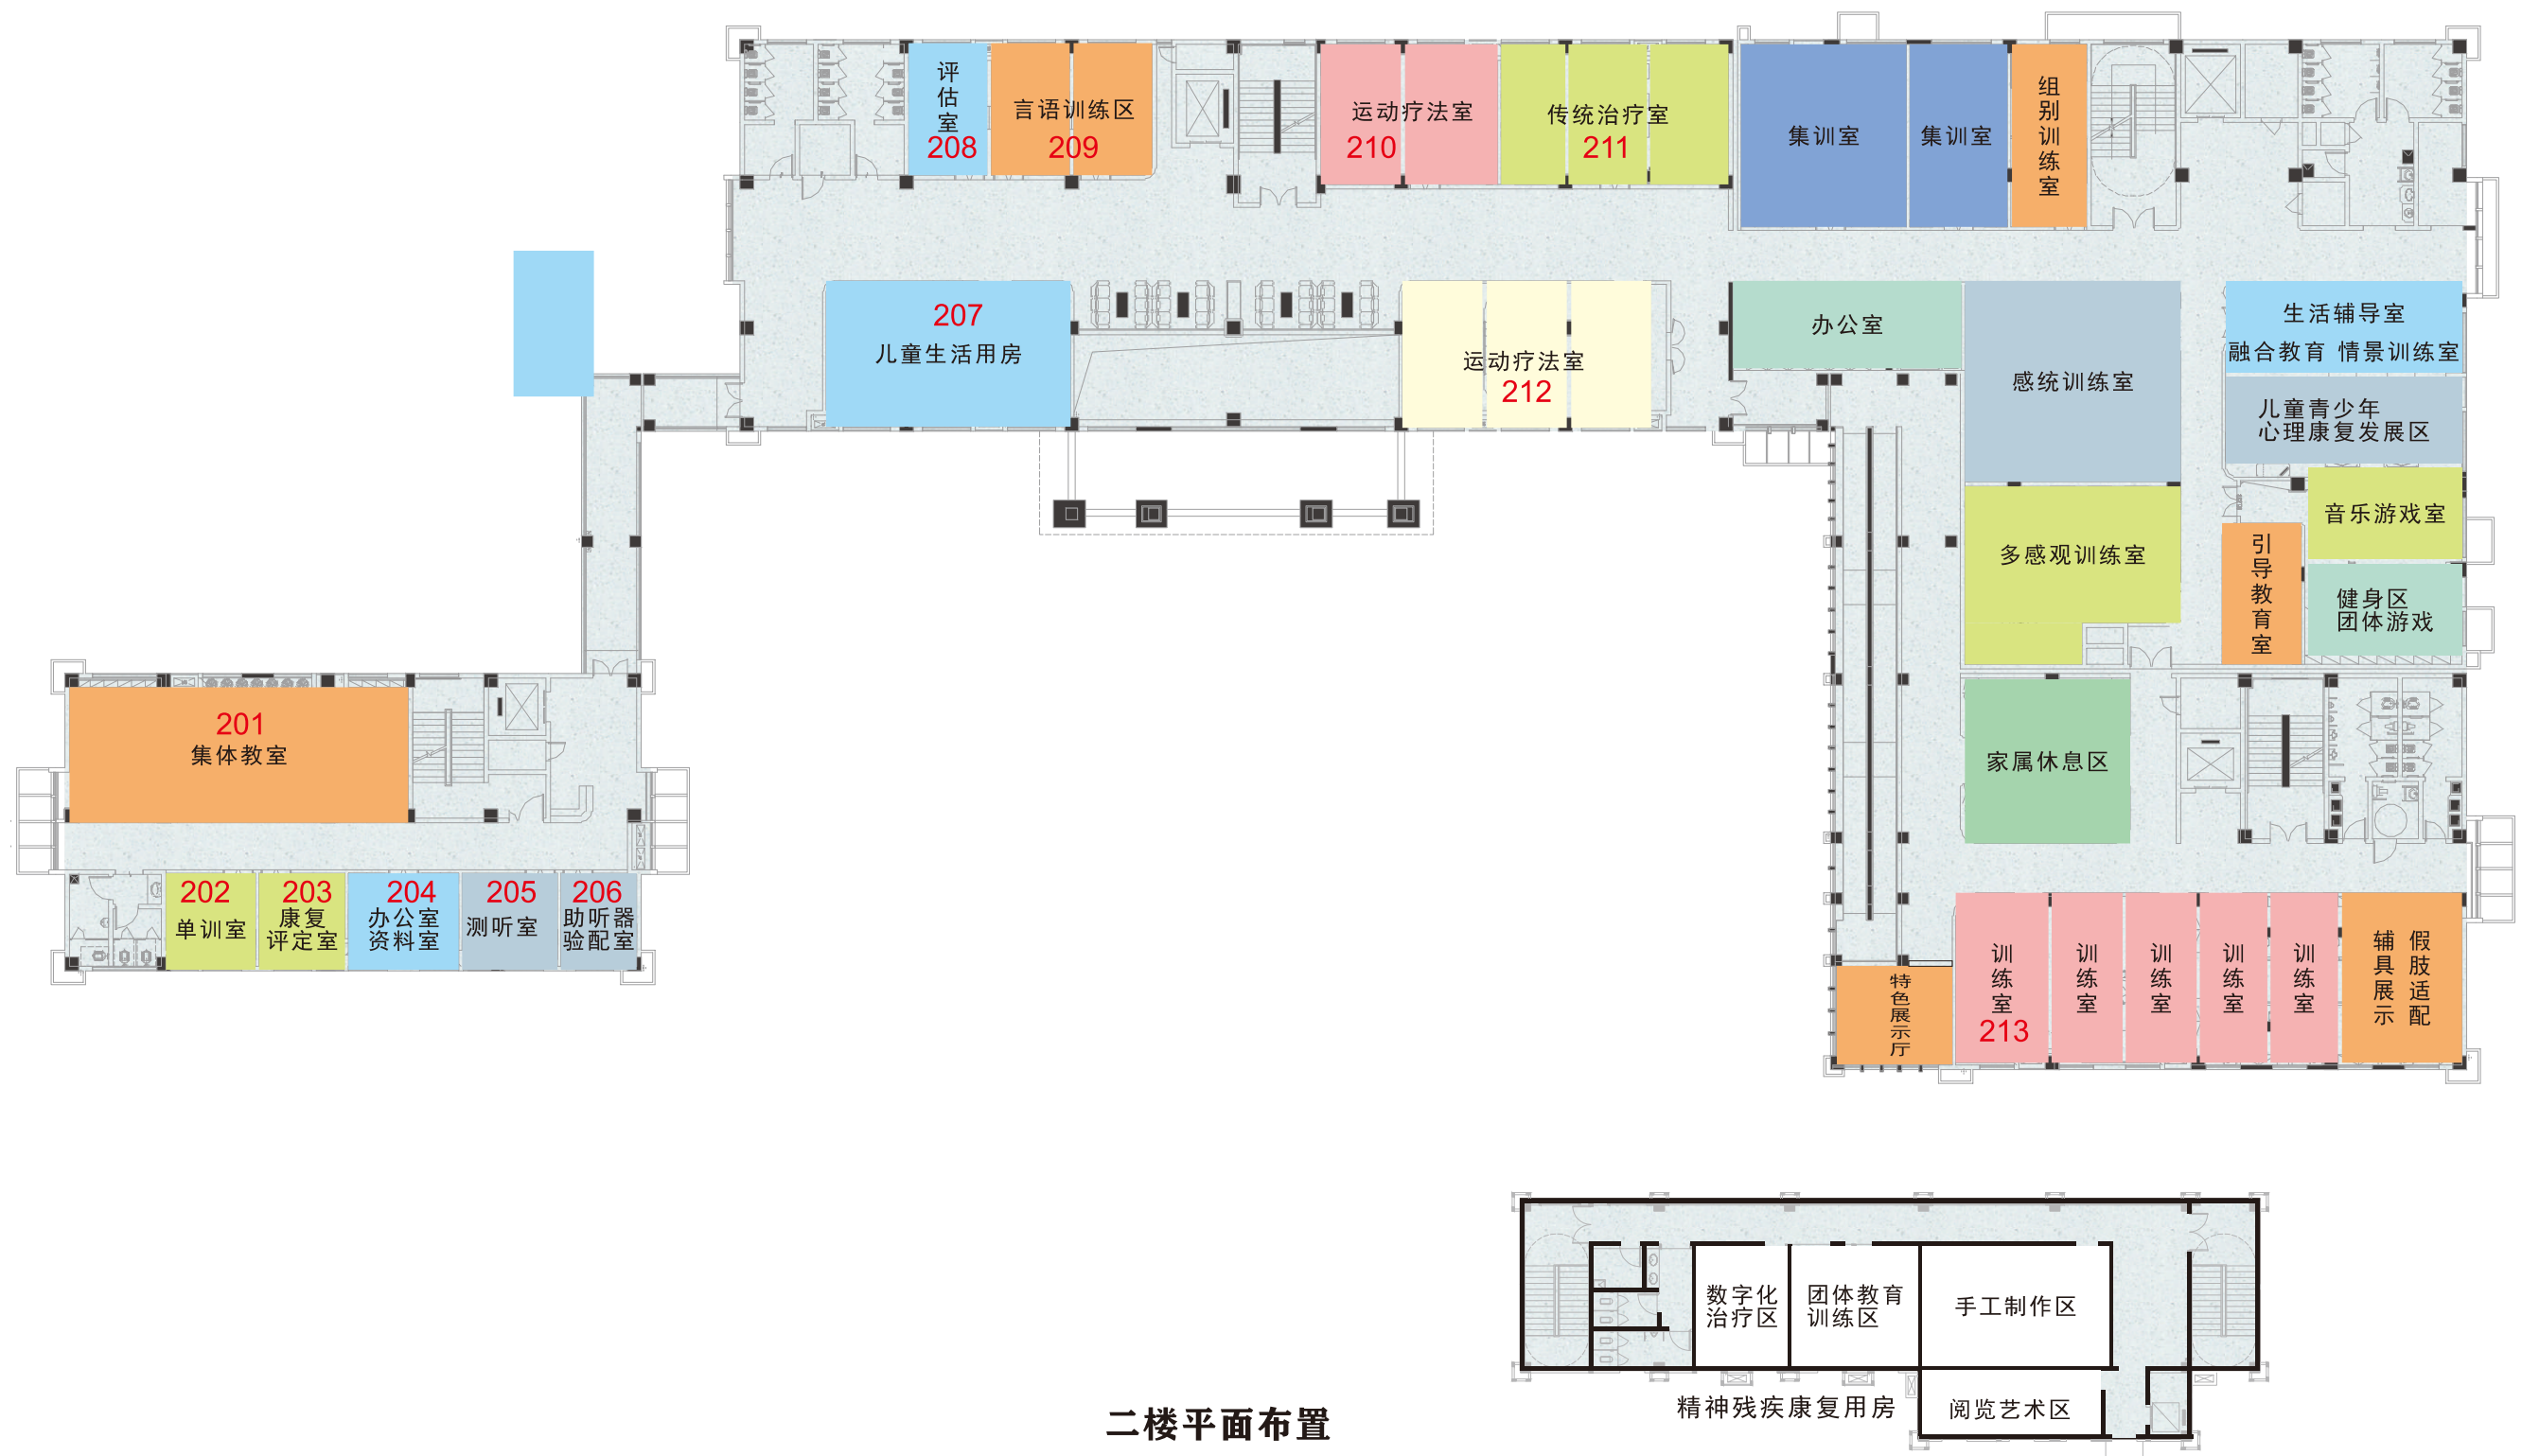 评估室
208
言语训练区
209
运动疗法室
210
传统治疗室
211
集训室
集训室
组别训练室
207
儿童生活用房
运动疗法室
212
办公室
感统训练室
生活辅导室
融合教育 情景训练室
儿童青少年
心理康复发展区
音乐游戏室
多感观训练室
引导教育室
健身区
团体游戏
201
集体教室
家属休息区
202
单训室
203
康复
评定室
204
办公室
资料室
205
测听室
206
助听器
验配室
特色展示厅
训练室
213
训练室
训练室
训练室
训练室
假肢适配
辅具展示
数字化
治疗区
团体教育
训练区
手工制作区
阅览艺术区
精神残疾康复用房
二楼平面布置